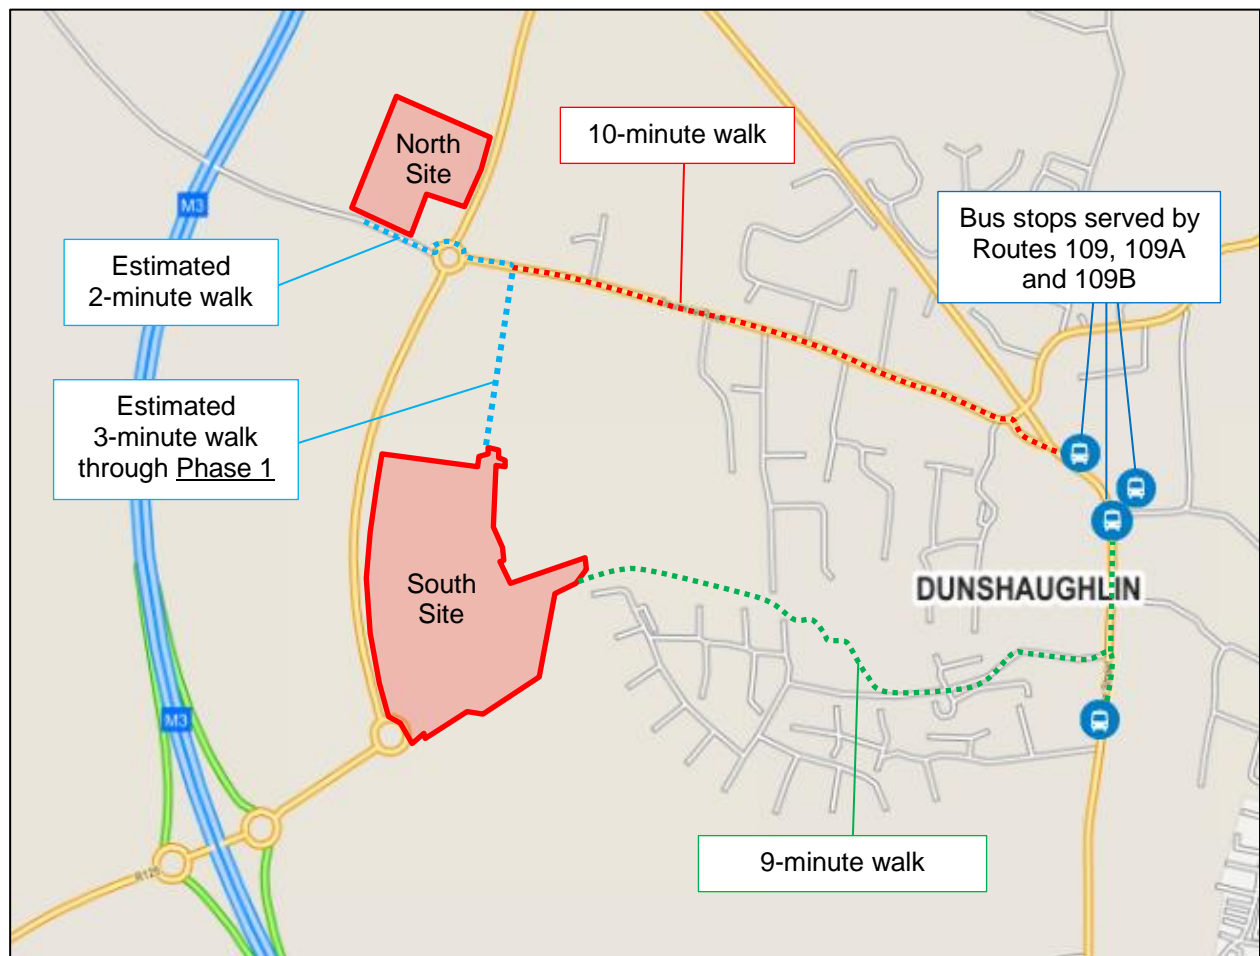 North
Site
10-minute walk
M3
Bus stops served by
Routes 109, 109A
and 109B
Estimated
2-minute walk
Estimated
3-minute walk
through Phase 1
South
Site
DUNSHAUGHLIN
M3
9-minute walk
R125